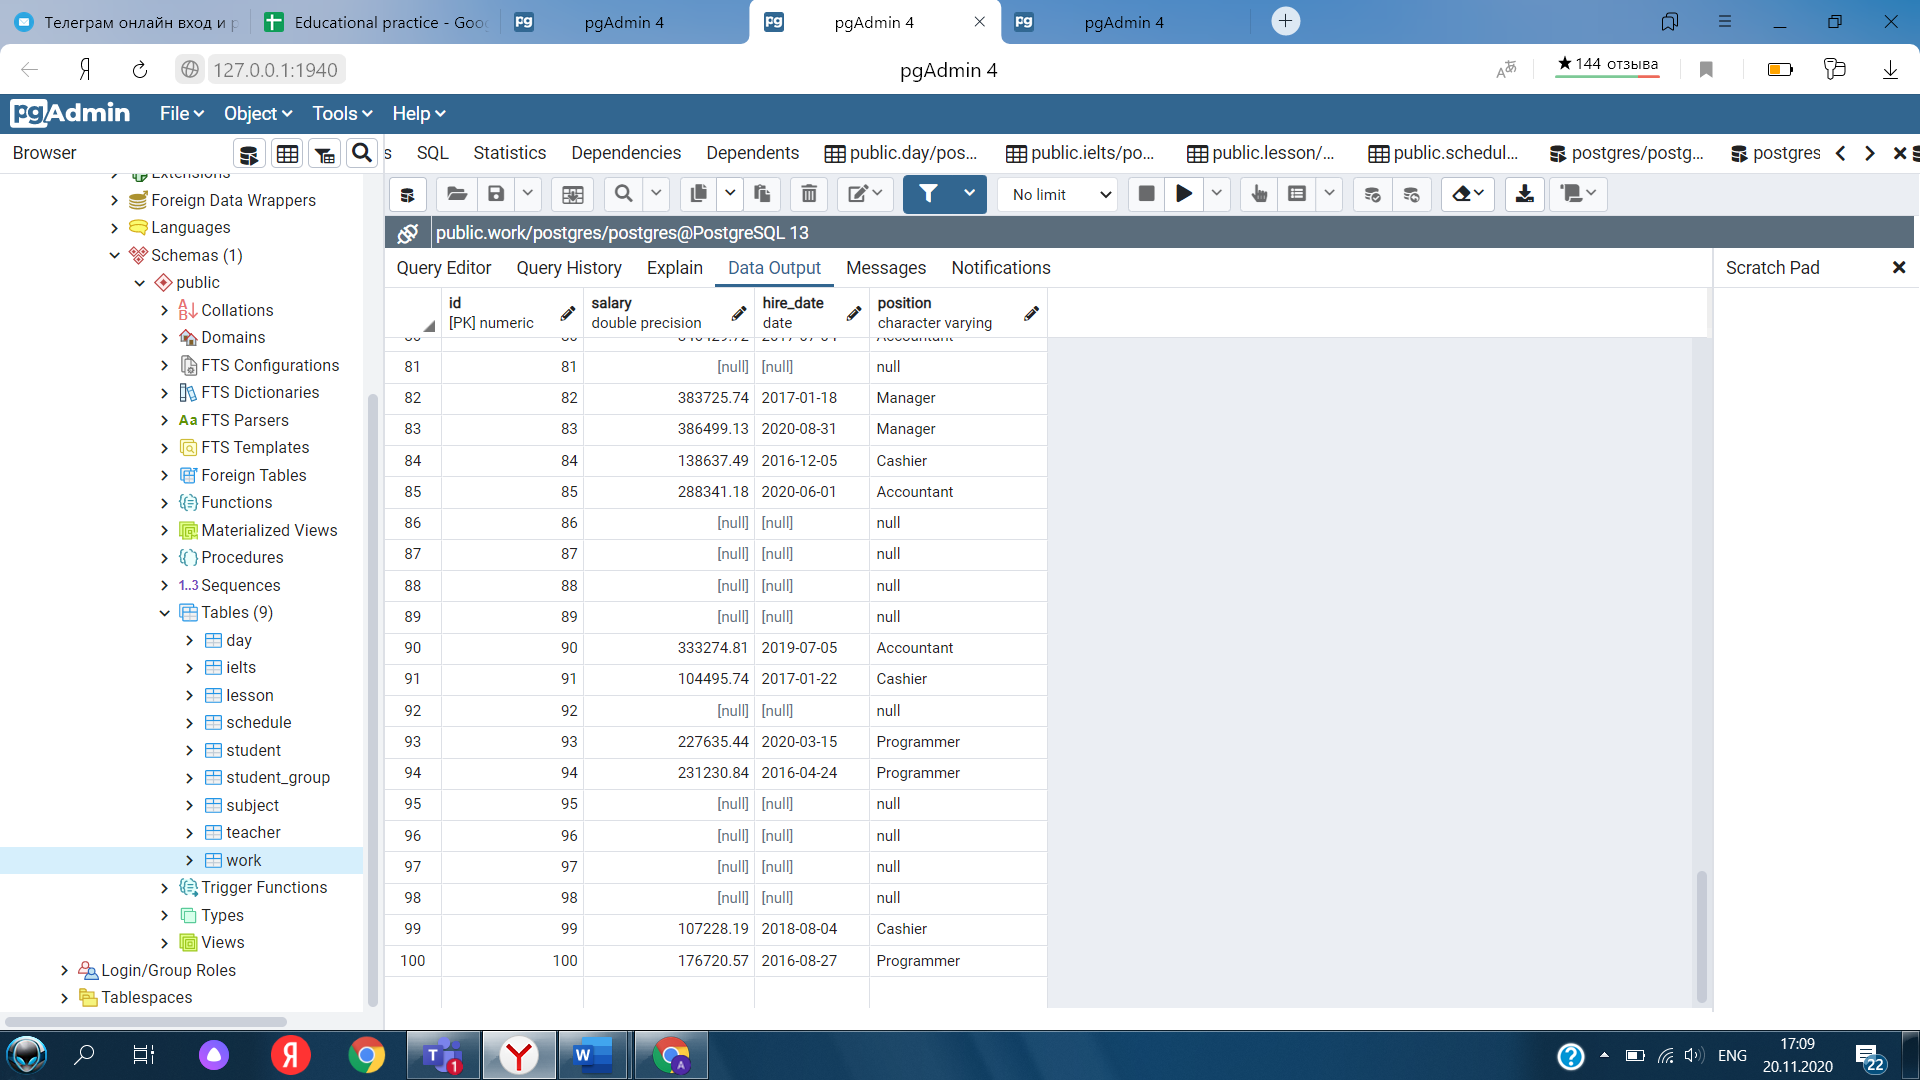 Телеграм онлайн вход и р
Educational practice - Goo
pgAdmin 4
pgAdmin 4
pgAdmin 4
127.0.0.1:1940
pgAdmin 4
★144 отзыва
pgAdmin
File
Object
Tools
Help
Browser
s
SQL
Statistics
Dependencies
Dependents
public.day/pos...
public.ielts/po...
public.lesson/...
public.schedul...
postgres/postg...
postgres
No limit
public.work/postgres/postgres@PostgreSQL 13
Query Editor
Query History
Explain
Data Output
Messages
Notifications
Scratch Pad
Extensions
Foreign Data Wrappers
Languages
Schemas (1)
public
Collations
Domains
FTS Configurations
FTS Dictionaries
Aa FTS Parsers
FTS Templates
Foreign Tables
Functions
Materialized Views
Procedures
1..3 Sequences
Tables (9)
day
ielts
lesson
schedule
student
student_group
subject
teacher
work
Trigger Functions
Types
Views
Login/Group Roles
Tablespaces
id [PK] numeric
salary double precision
hire_date date
position character varying
81 81 [null] [null] null
82 82 383725.74 2017-01-18 Manager
83 83 386499.13 2020-08-31 Manager
84 84 138637.49 2016-12-05 Cashier
85 85 288341.18 2020-06-01 Accountant
86 86 [null] [null] null
87 87 [null] [null] null
88 88 [null] [null] null
89 89 [null] [null] null
90 90 333274.81 2019-07-05 Accountant
91 91 104495.74 2017-01-22 Cashier
92 92 [null] [null] null
93 93 227635.44 2020-03-15 Programmer
94 94 231230.84 2016-04-24 Programmer
95 95 [null] [null] null
96 96 [null] [null] null
97 97 [null] [null] null
98 98 [null] [null] null
99 99 107228.19 2018-08-04 Cashier
100 100 176720.57 2016-08-27 Programmer
ENG
17:09
20.11.2020
22